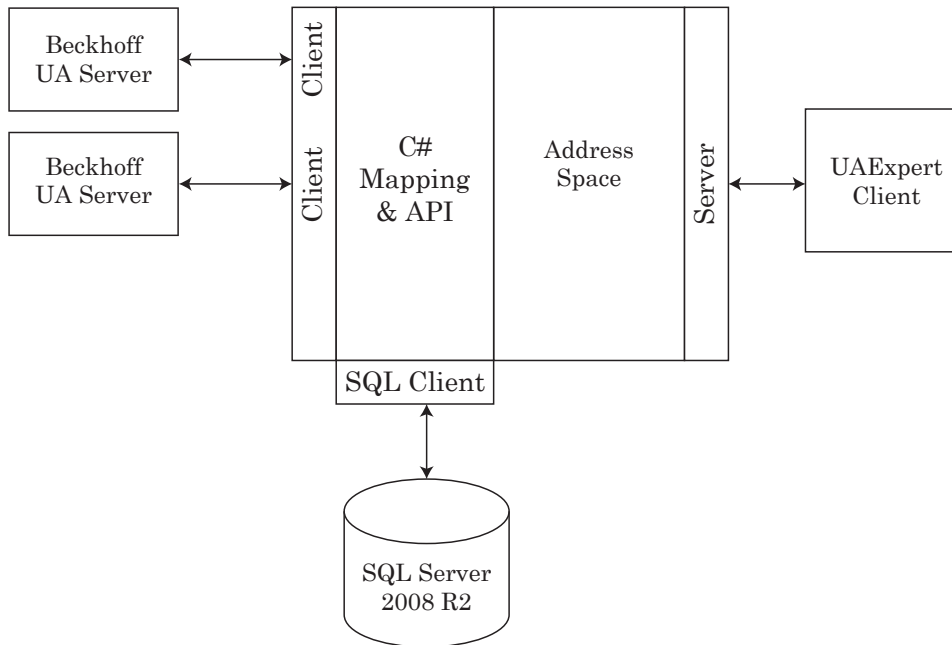 Beckhoff
UA Server
Beckhoff
UA Server
Client
Client
C#
Mapping
& API
Address
Space
Server
UAExpert
Client
SQL Client
SQL Server
2008 R2